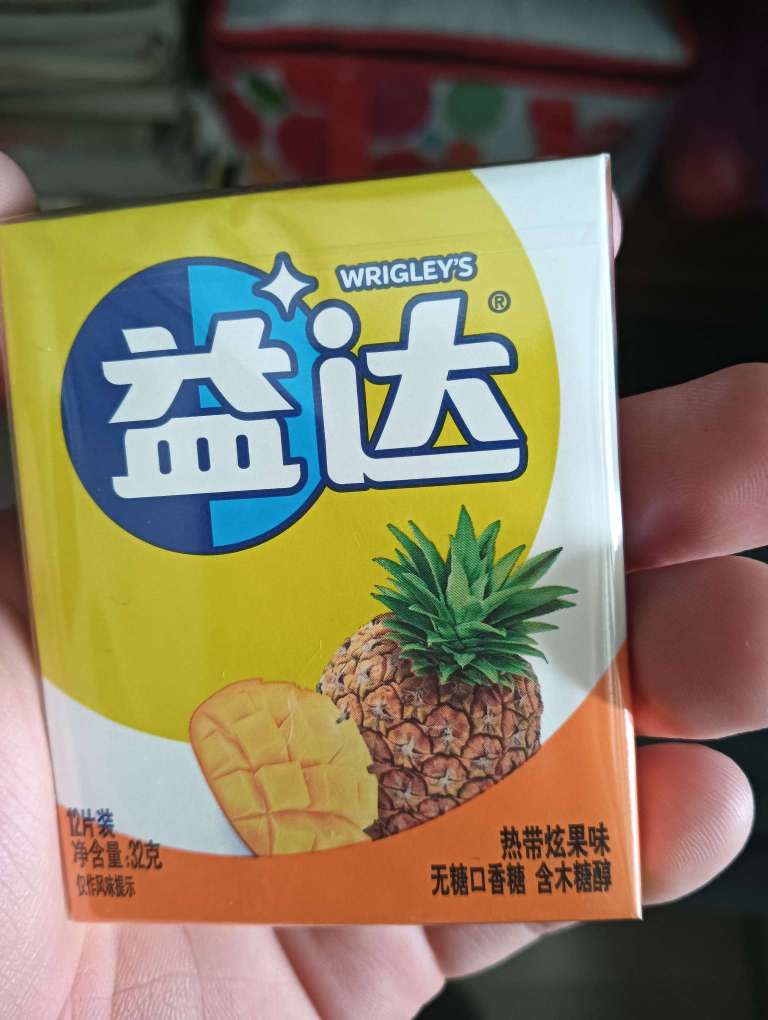 WRIGLEY'S
益达®
12片装
净含量:32克
仅作风味提示
热带炫果味
无糖口香糖 含木糖醇